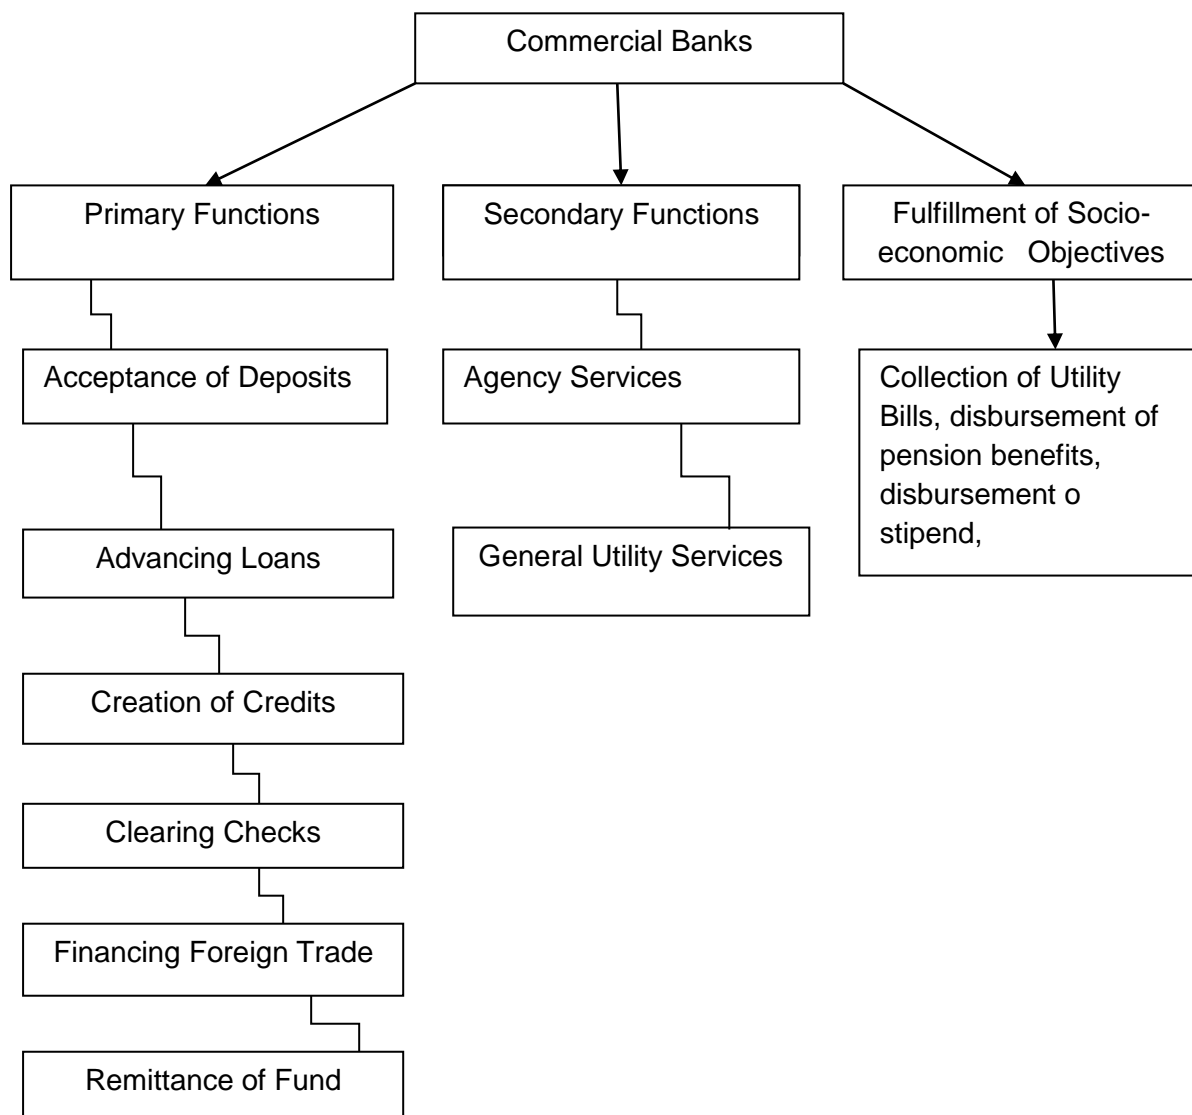 Commercial Banks
Primary Functions
Secondary Functions
Fulfillment of Socio-
economic Objectives
Acceptance of Deposits
Agency Services
Collection of Utility
Bills, disbursement of
pension benefits,
disbursement o
stipend,
Advancing Loans
General Utility Services
Creation of Credits
Clearing Checks
Financing Foreign Trade
Remittance of Fund